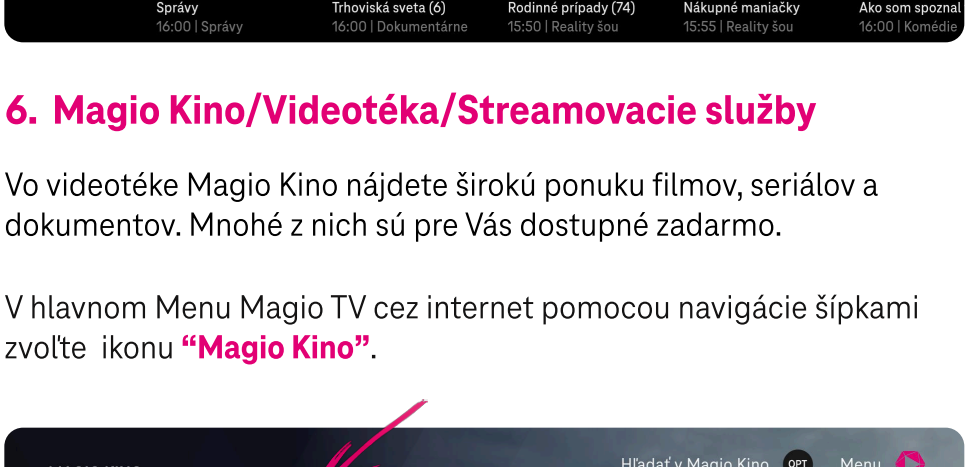 Správy Trhoviská sveta (6) Rodinné prípady (74) Nákupné maniačky Ako som spoznal
16:00 | Správy 16:00 | Dokumentárne 15:50 | Reality šou 15:55 | Reality šou 16:00 | Komédie
6. Magio Kino/Videotéka/Streamovacie služby
Vo videotéke Magio Kino nájdete širokú ponuku filmov, seriálov a
dokumentov. Mnohé z nich sú pre Vás dostupné zadarmo.
V hlavnom Menu Magio TV cez internet pomocou navigácie šípkami
zvoľte ikonu “Magio Kino”.
MAGIO KINO Hľadať v Magio Kino OPT Menu